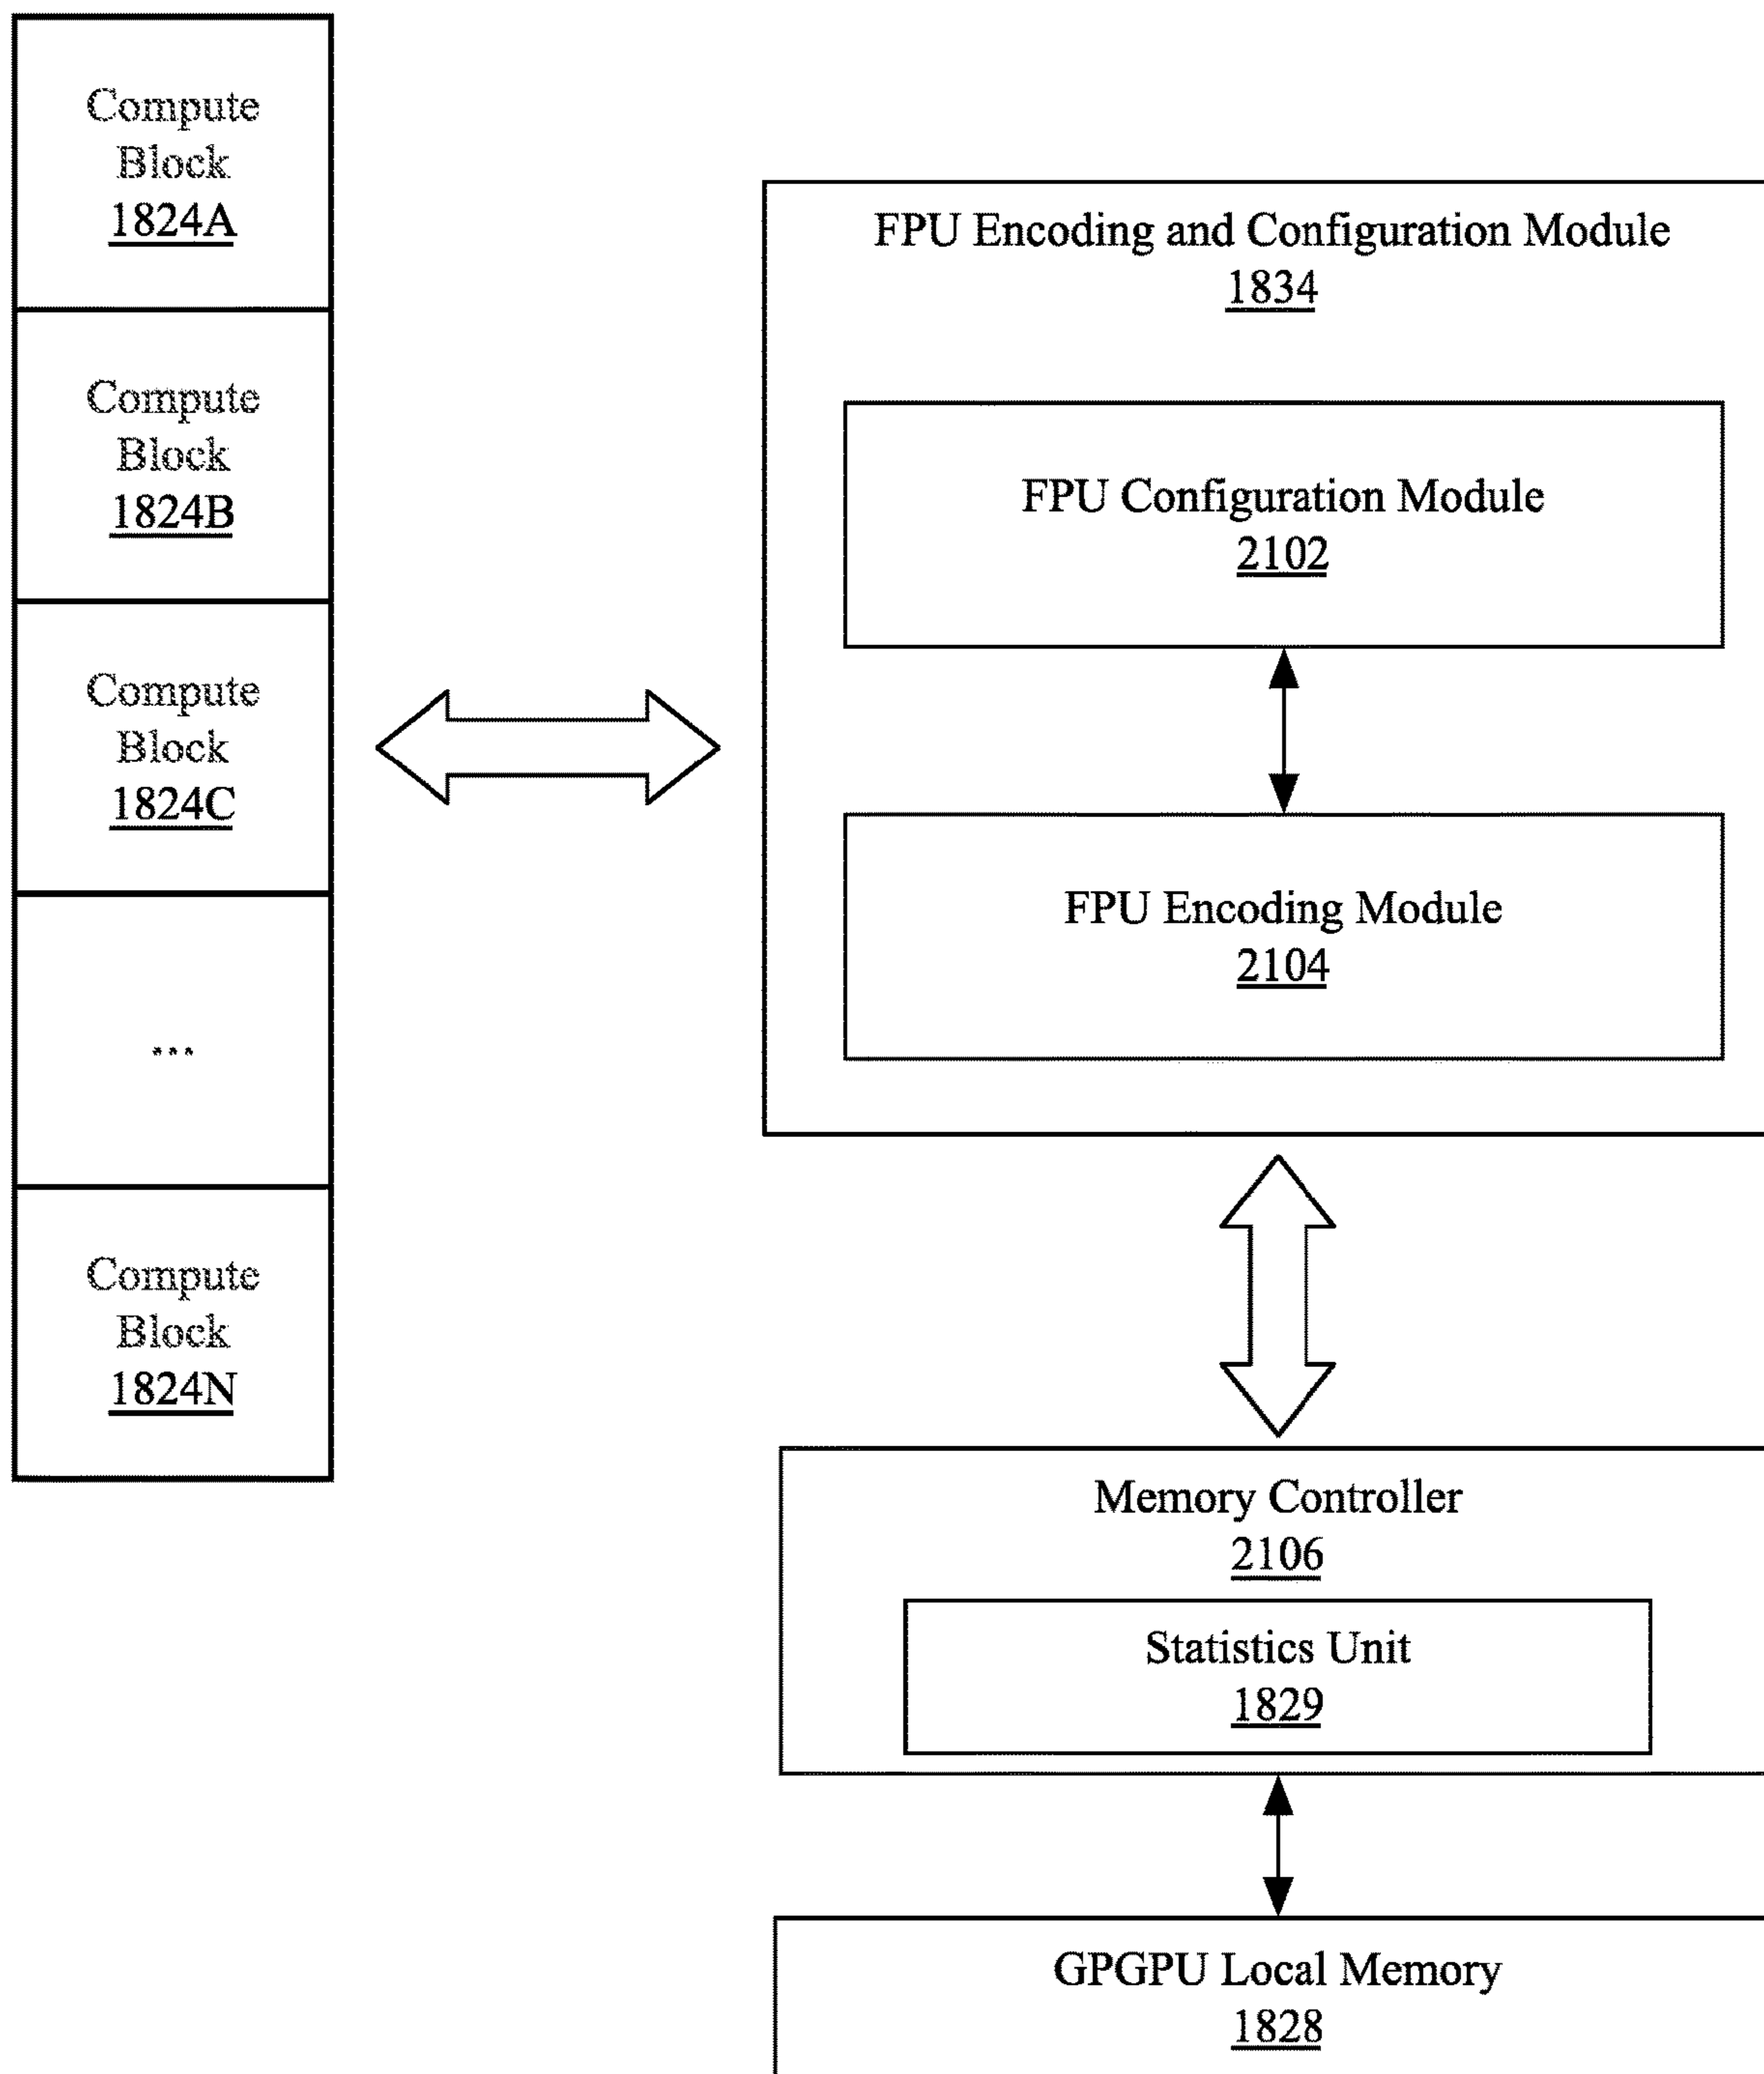 Compute
Block
1824A
Compute
Block
1824B
Compute
Block
1824C
...
Compute
Block
1824N
FPU Encoding and Configuration Module
1834
FPU Configuration Module
2102
FPU Encoding Module
2104
Memory Controller
2106
Statistics Unit
1829
GPGPU Local Memory
1828